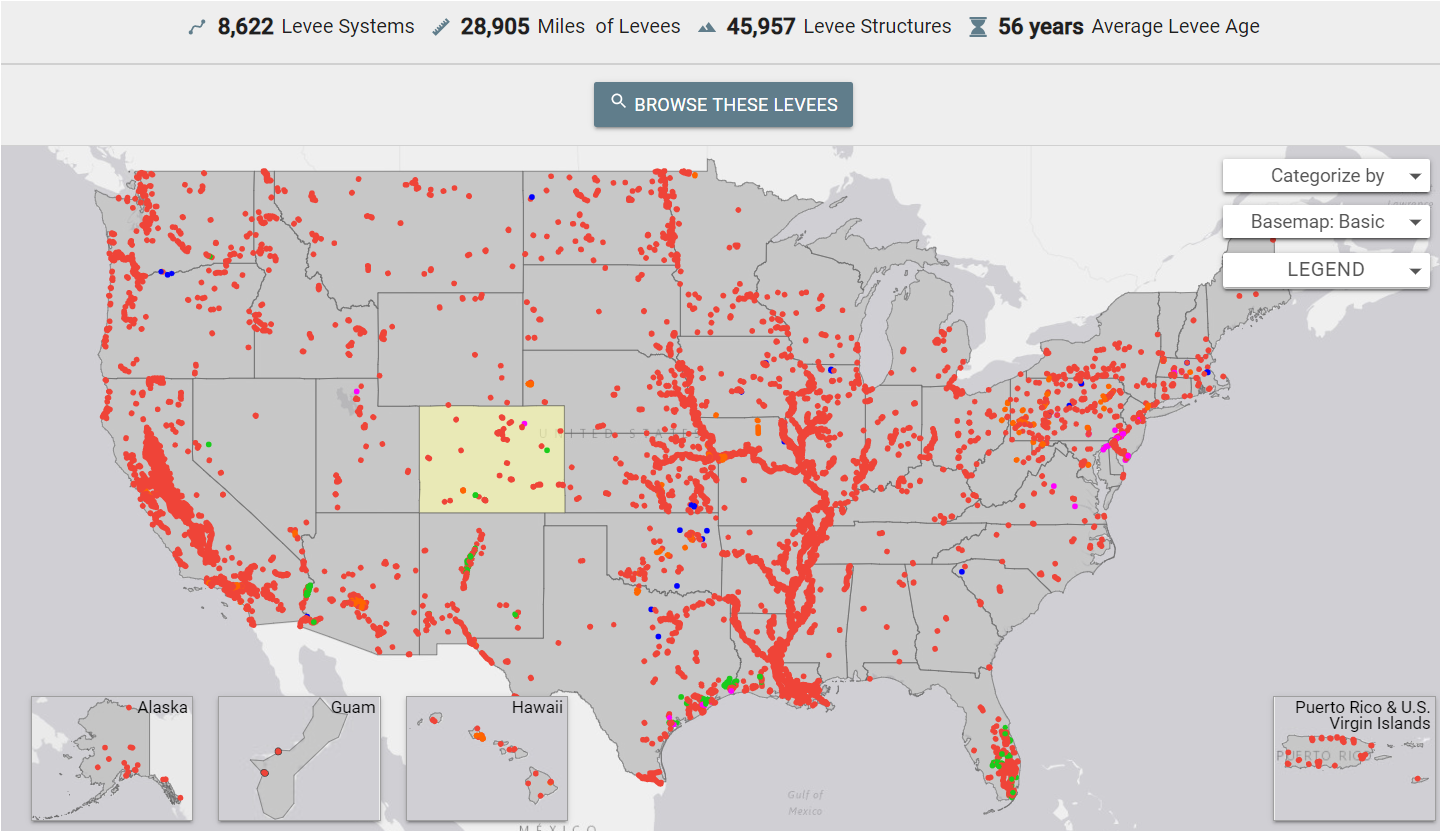 8,622 Levee Systems 28,905 Miles of Levees 45,957 Levee Structures 56 years Average Levee Age
BROWSE THESE LEVEES
Categorize by
Basemap: Basic
LEGEND
UNITED STATES
Alaska
Guam
Hawaii
Puerto Rico & U.S.
Virgin Islands
PUERTO RICO
Gulf of
Mexico
MÉXICO